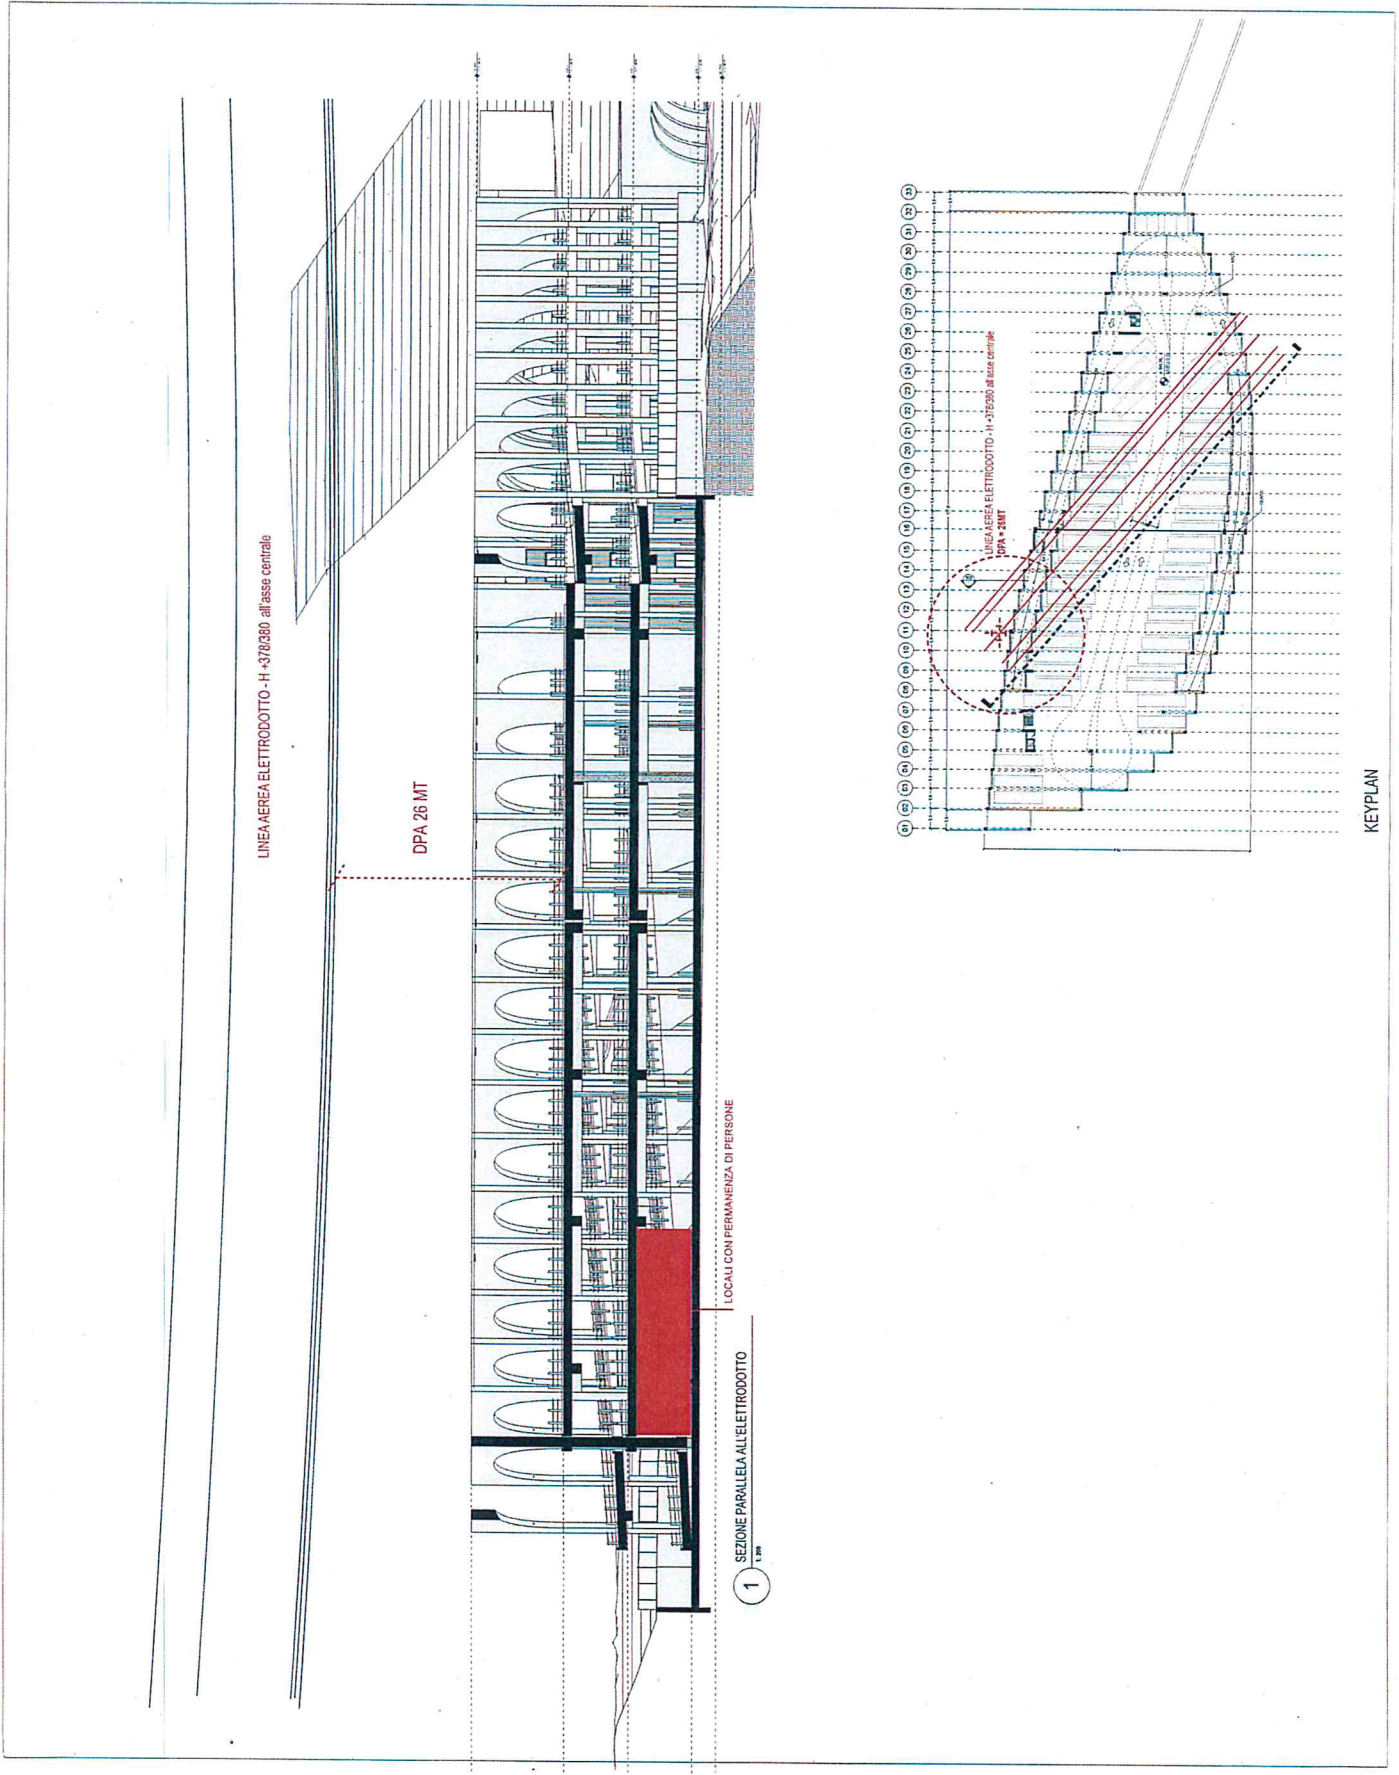 LINEA AEREA ELETTRODOTTO - H +378/380 all'asse centrale
DPA 26 MT
LOCALI CON PERMANENZA DI PERSONE
1
SEZIONE PARALLELA ALL'ELETTRODOTTO
01 02 03 04 05 06 07 08 09 10 11 12 13 14 15 16 17 18 19 20 21 22 23 24 25 26 27 28 29 30 31 32 33
LINEA AEREA ELETTRODOTTO - H +378/380 all'asse centrale
DPA = 26MT
KEYPLAN